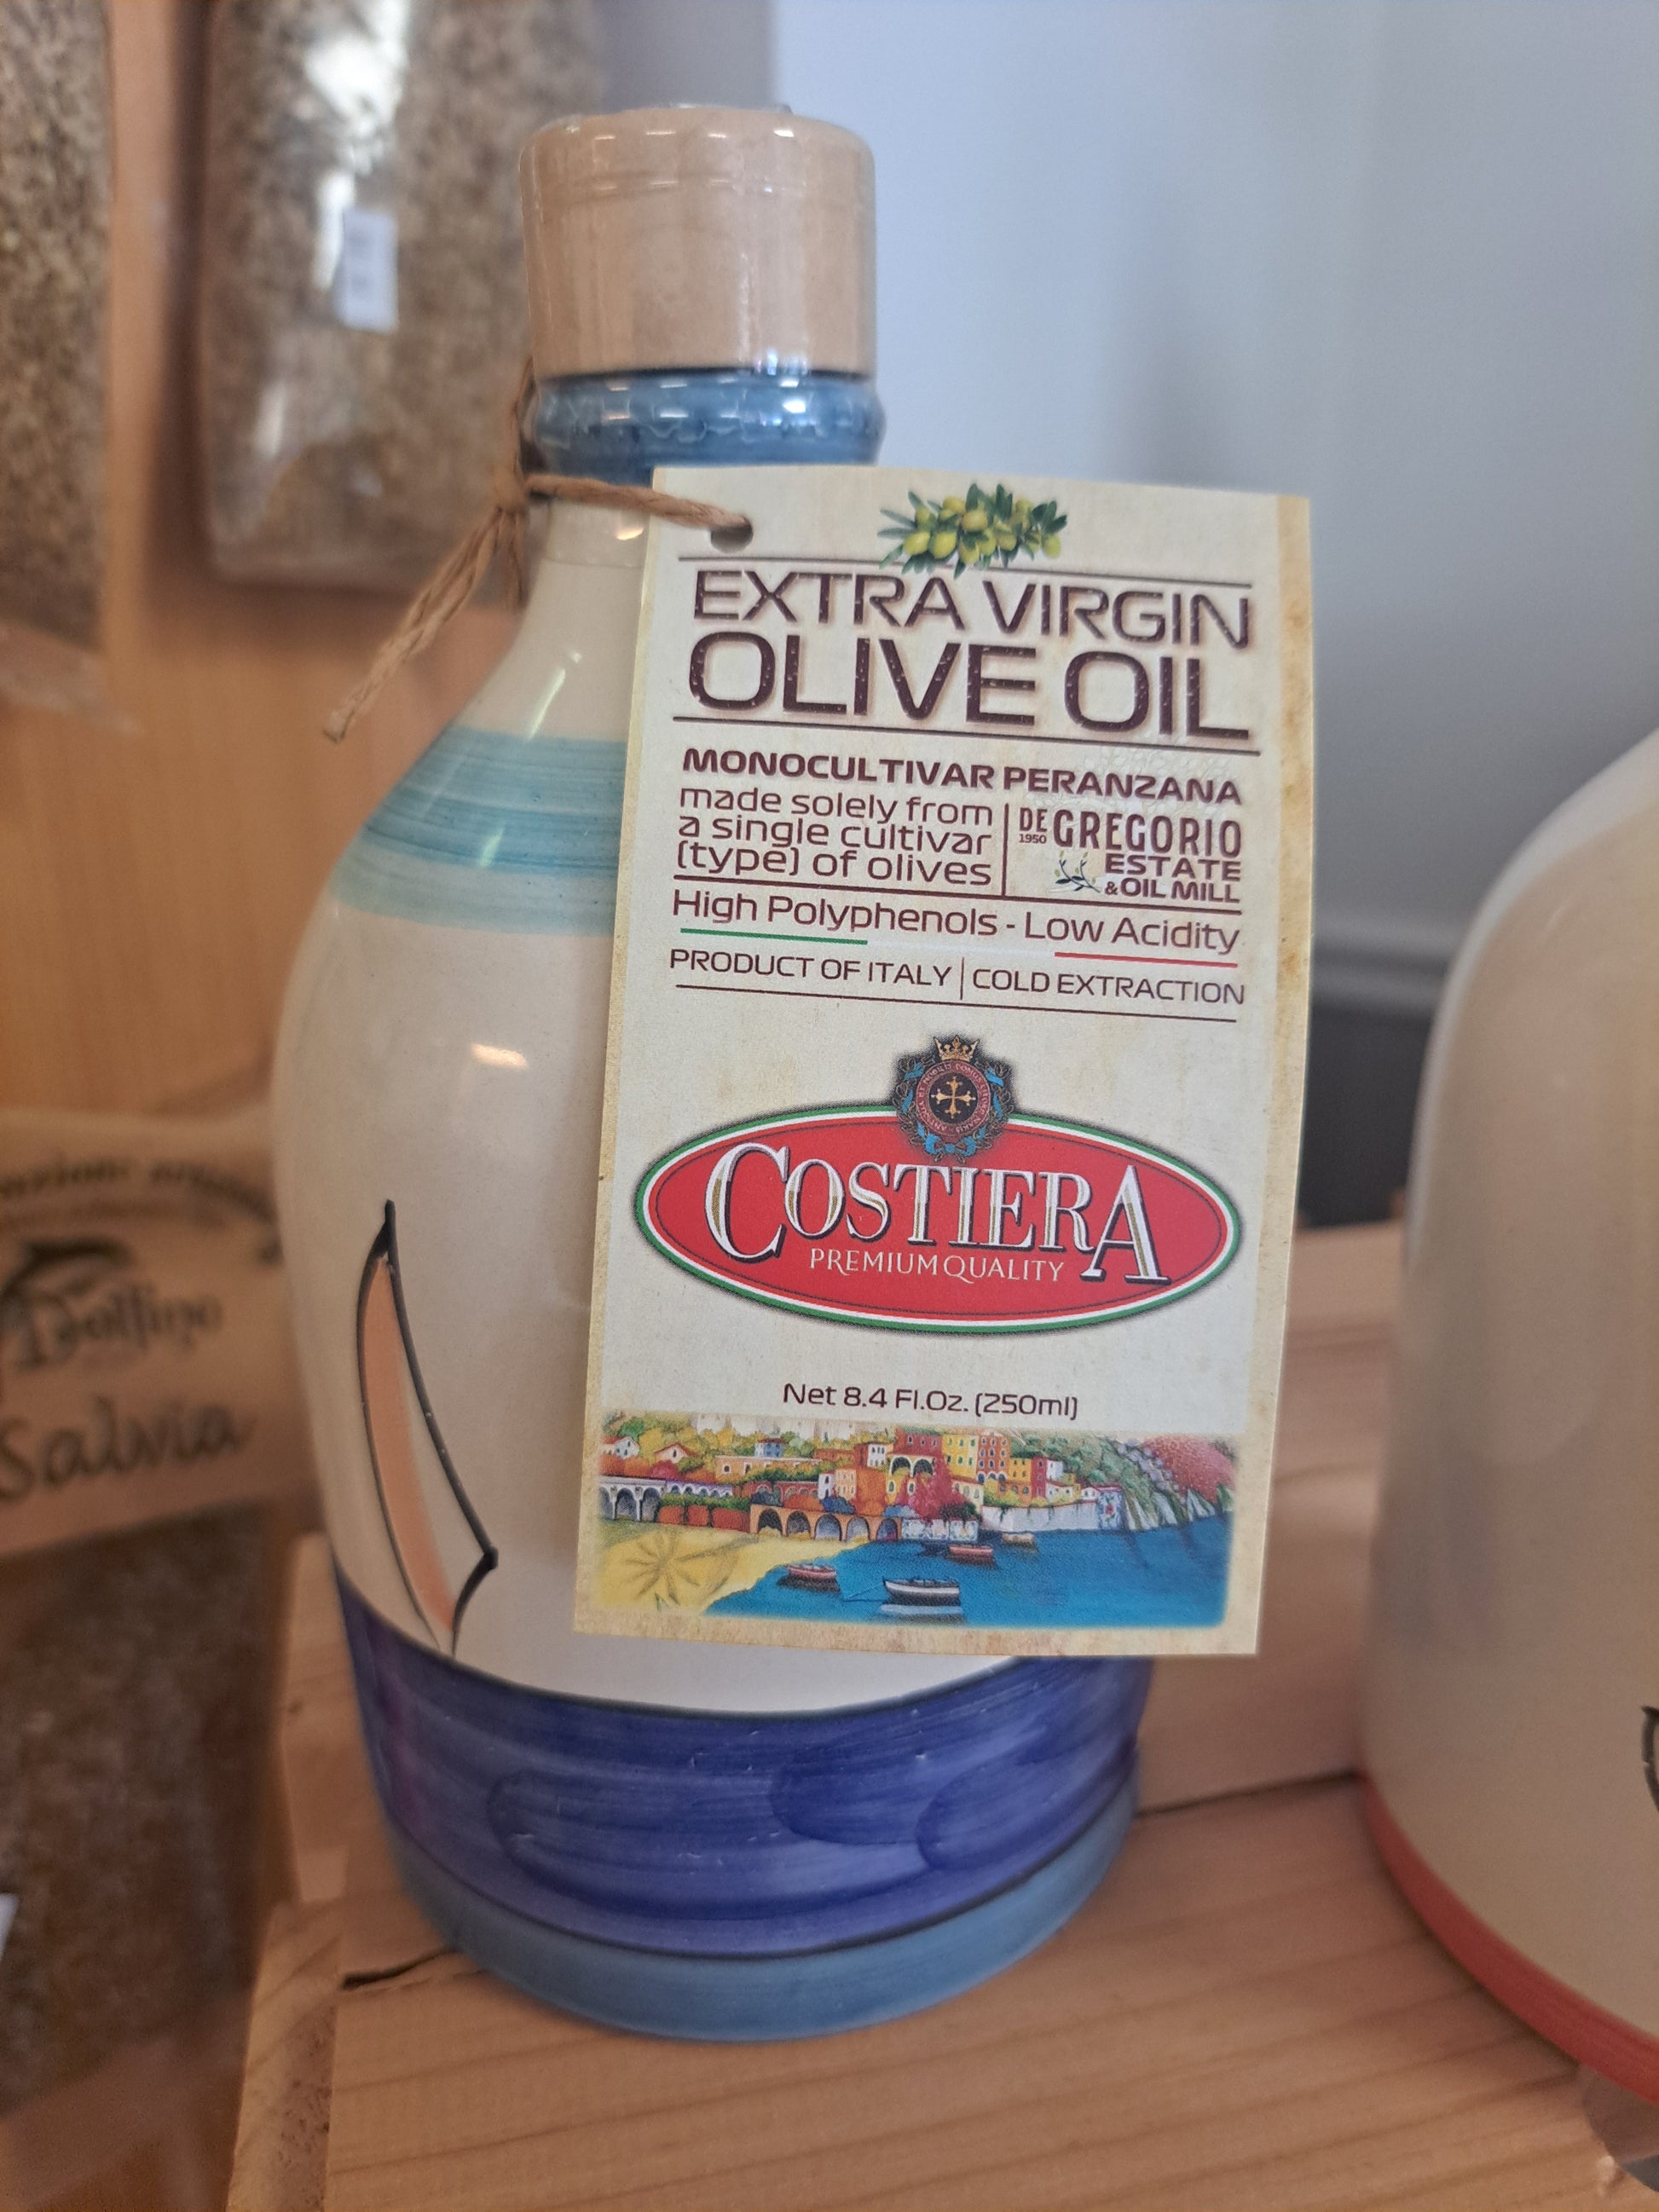 EXTRA VIRGIN
OLIVE OIL
MONOCULTIVAR PERANZANA
made solely from
a single cultivar
(type) of olives
DE GREGORIO
1950
ESTATE
& OIL MILL
High Polyphenols - Low Acidity
PRODUCT OF ITALY | COLD EXTRACTION
COSTIERA
PREMIUM QUALITY
Net 8.4 Fl.Oz. (250ml)
Delfino
Salvia